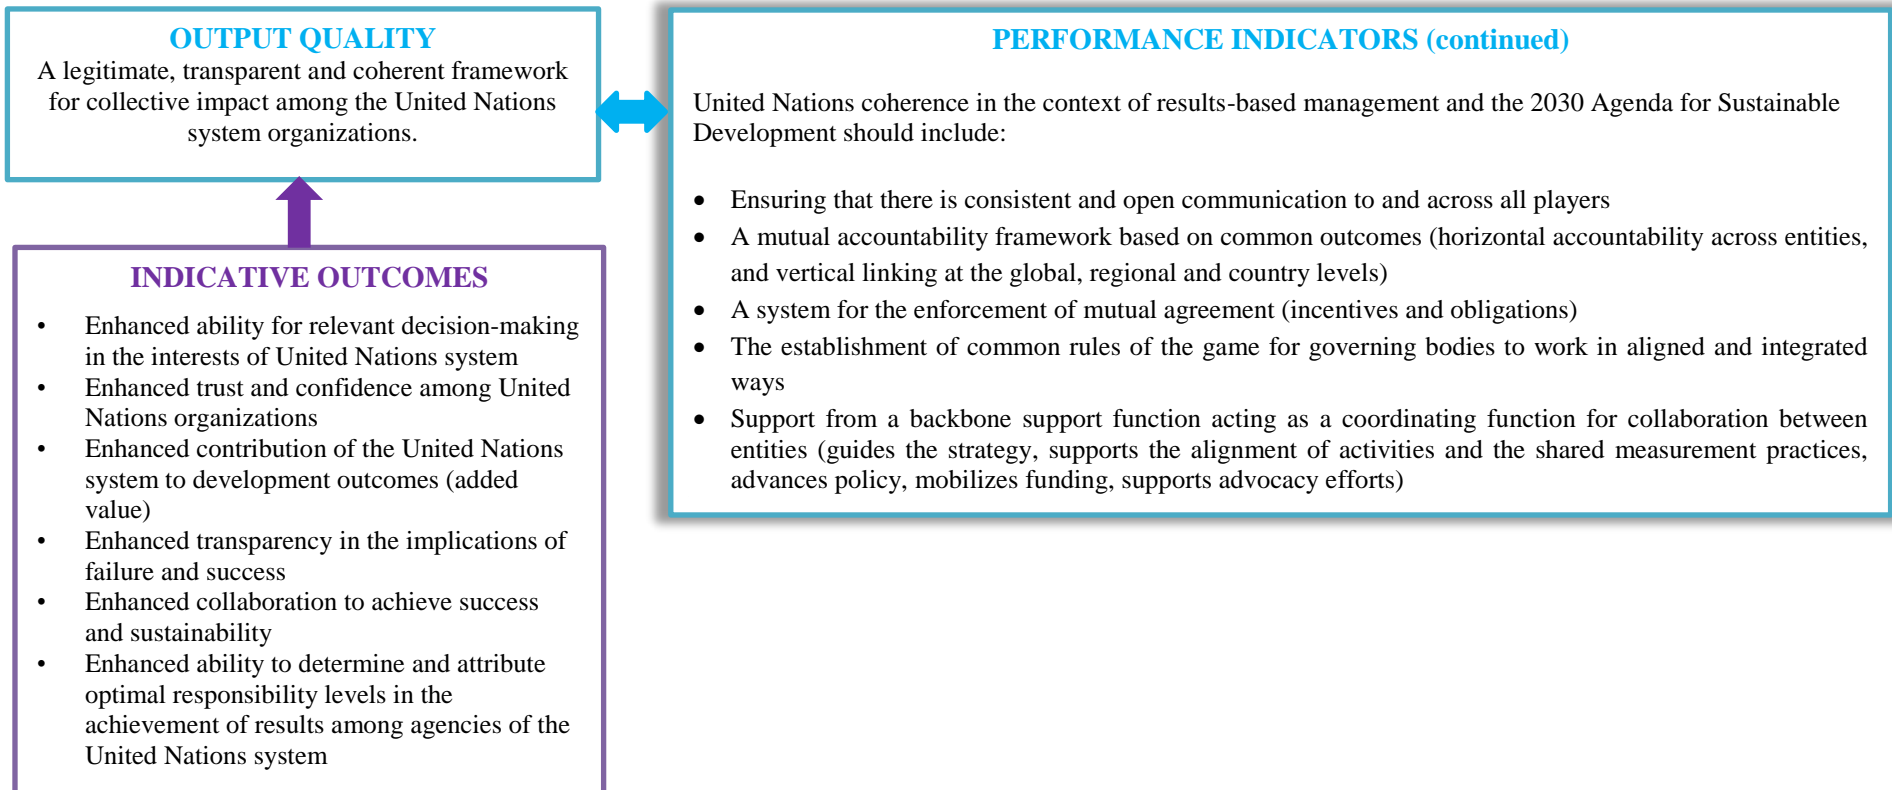 OUTPUT QUALITY
A legitimate, transparent and coherent framework
for collective impact among the United Nations
system organizations.
INDICATIVE OUTCOMES
• Enhanced ability for relevant decision-making
in the interests of United Nations system
• Enhanced trust and confidence among United
Nations organizations
• Enhanced contribution of the United Nations
system to development outcomes (added
value)
• Enhanced transparency in the implications of
failure and success
• Enhanced collaboration to achieve success
and sustainability
• Enhanced ability to determine and attribute
optimal responsibility levels in the
achievement of results among agencies of the
United Nations system
PERFORMANCE INDICATORS (continued)
United Nations coherence in the context of results-based management and the 2030 Agenda for Sustainable
Development should include:
• Ensuring that there is consistent and open communication to and across all players
• A mutual accountability framework based on common outcomes (horizontal accountability across entities,
and vertical linking at the global, regional and country levels)
• A system for the enforcement of mutual agreement (incentives and obligations)
• The establishment of common rules of the game for governing bodies to work in aligned and integrated
ways
• Support from a backbone support function acting as a coordinating function for collaboration between
entities (guides the strategy, supports the alignment of activities and the shared measurement practices,
advances policy, mobilizes funding, supports advocacy efforts)